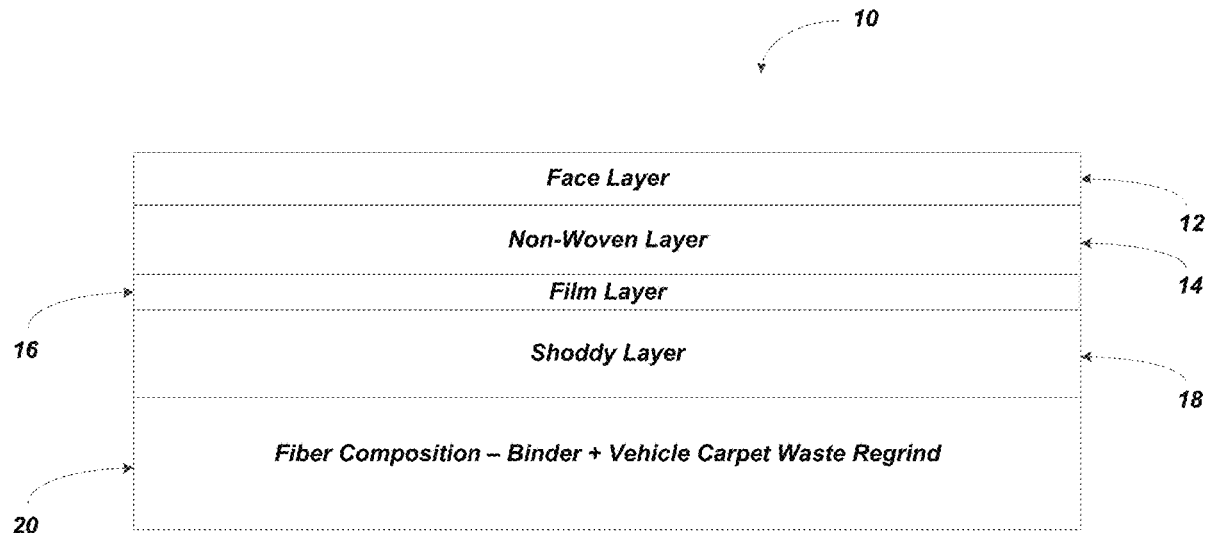 10
Face Layer
12
Non-Woven Layer
14
Film Layer
16
Shoddy Layer
18
Fiber Composition – Binder + Vehicle Carpet Waste Regrind
20